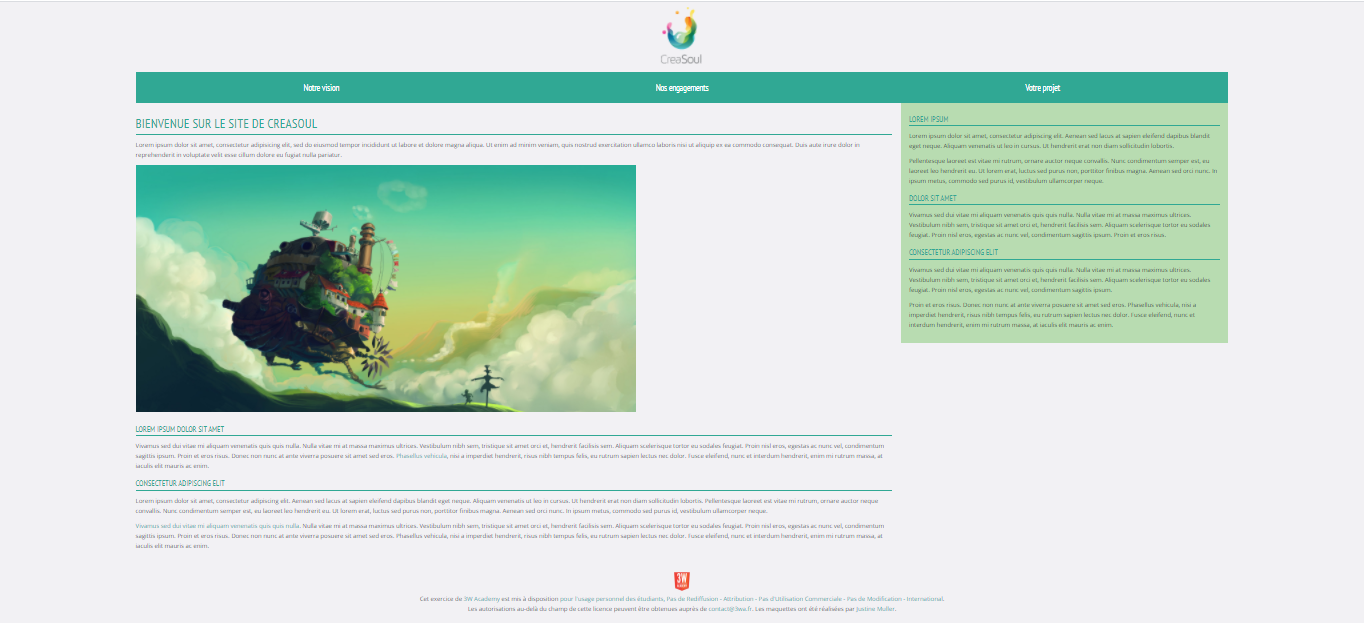 CreaSoul
Notre vision
Nos engagements
Votre projet
BIENVENUE SUR LE SITE DE CREASOUL
Lorem ipsum dolor sit amet, consectetur adipiscing elit, sed do eiusmod tempor incididunt ut labore et dolore magna aliqua. Ut enim ad minim veniam, quis nostrud exercitation ullamco laboris nisi ut aliquip ex ea commodo consequat. Duis aute irure dolor in
reprehenderit in voluptate velit esse cillum dolore eu fugiat nulla pariatur.
LOREM IPSUM DOLOR SIT AMET
Vivamus sed dui vitae mi aliquam venenatis quis quis nulla. Nulla vitae mi at massa maximus ultrices. Vestibulum nibh sem, tristique sit amet orci et, hendrerit facilisis sem. Aliquam scelerisque tortor eu sodales feugiat. Proin nisl eros, egestas ac nunc vel, condimentum
sagittis ipsum. Proin et eros risus. Donec non nunc at ante viverra posuere sit amet sed eros. Phasellus vehicula, nisi a imperdiet hendrerit, risus nibh tempus felis, eu rutrum sapien lectus nec dolor. Fusce eleifend, nunc et interdum hendrerit, enim mi rutrum massa, at
iaculis elit mauris ac enim.
CONSECTETUR ADIPISCING ELIT
Lorem ipsum dolor sit amet, consectetur adipiscing elit. Aenean sed lacus at sapien eleifend dapibus blandit eget neque. Aliquam venenatis ut leo in cursus. Ut hendrerit erat non diam sollicitudin lobortis. Pellentesque laoreet est vitae mi rutrum, ornare auctor neque
convallis. Nunc condimentum semper est, eu laoreet leo hendrerit eu. Ut lorem erat, luctus sed purus non, porttitor finibus magna. Aenean sed orci nunc. In ipsum metus, commodo sed purus id, vestibulum ullamcorper neque.
Vivamus sed dui vitae mi aliquam venenatis quis quis nulla. Nulla vitae mi at massa maximus ultrices. Vestibulum nibh sem, tristique sit amet orci et, hendrerit facilisis sem. Aliquam scelerisque tortor eu sodales feugiat. Proin nisl eros, egestas ac nunc vel, condimentum
sagittis ipsum. Proin et eros risus. Donec non nunc at ante viverra posuere sit amet sed eros. Phasellus vehicula, nisi a imperdiet hendrerit, risus nibh tempus felis, eu rutrum sapien lectus nec dolor. Fusce eleifend, nunc et interdum hendrerit, enim mi rutrum massa, at
iaculis elit mauris ac enim.
LOREM IPSUM
Lorem ipsum dolor sit amet, consectetur adipiscing elit. Aenean sed lacus at sapien eleifend dapibus blandit
eget neque. Aliquam venenatis ut leo in cursus. Ut hendrerit erat non diam sollicitudin lobortis.
Pellentesque laoreet est vitae mi rutrum, ornare auctor neque convallis. Nunc condimentum semper est, eu
laoreet leo hendrerit eu. Ut lorem erat, luctus sed purus non, porttitor finibus magna. Aenean sed orci nunc. In
ipsum metus, commodo sed purus id, vestibulum ullamcorper neque.
DOLOR SIT AMET
Vivamus sed dui vitae mi aliquam venenatis quis quis nulla. Nulla vitae mi at massa maximus ultrices.
Vestibulum nibh sem, tristique sit amet orci et, hendrerit facilisis sem. Aliquam scelerisque tortor eu sodales
feugiat. Proin nisl eros, egestas ac nunc vel, condimentum sagittis ipsum. Proin et eros risus.
CONSECTETUR ADIPISCING ELIT
Vivamus sed dui vitae mi aliquam venenatis quis quis nulla. Nulla vitae mi at massa maximus ultrices.
Vestibulum nibh sem, tristique sit amet orci et, hendrerit facilisis sem. Aliquam scelerisque tortor eu sodales
feugiat. Proin nisl eros, egestas ac nunc vel, condimentum sagittis ipsum.
Proin et eros risus. Donec non nunc at ante viverra posuere sit amet sed eros. Phasellus vehicula, nisi a
imperdiet hendrerit, risus nibh tempus felis, eu rutrum sapien lectus nec dolor. Fusce eleifend, nunc et
interdum hendrerit, enim mi rutrum massa, at iaculis elit mauris ac enim.
3W
Cet exercice de 3W Academy est mis à disposition pour l'usage personnel des étudiants, Pas de Rediffusion - Attribution - Pas d'Utilisation Commerciale - Pas de Modification - International.
Les autorisations au-delà du champ de cette licence peuvent être obtenues auprès de contact@3wa.fr. Les maquettes ont été réalisées par Justine Muller.